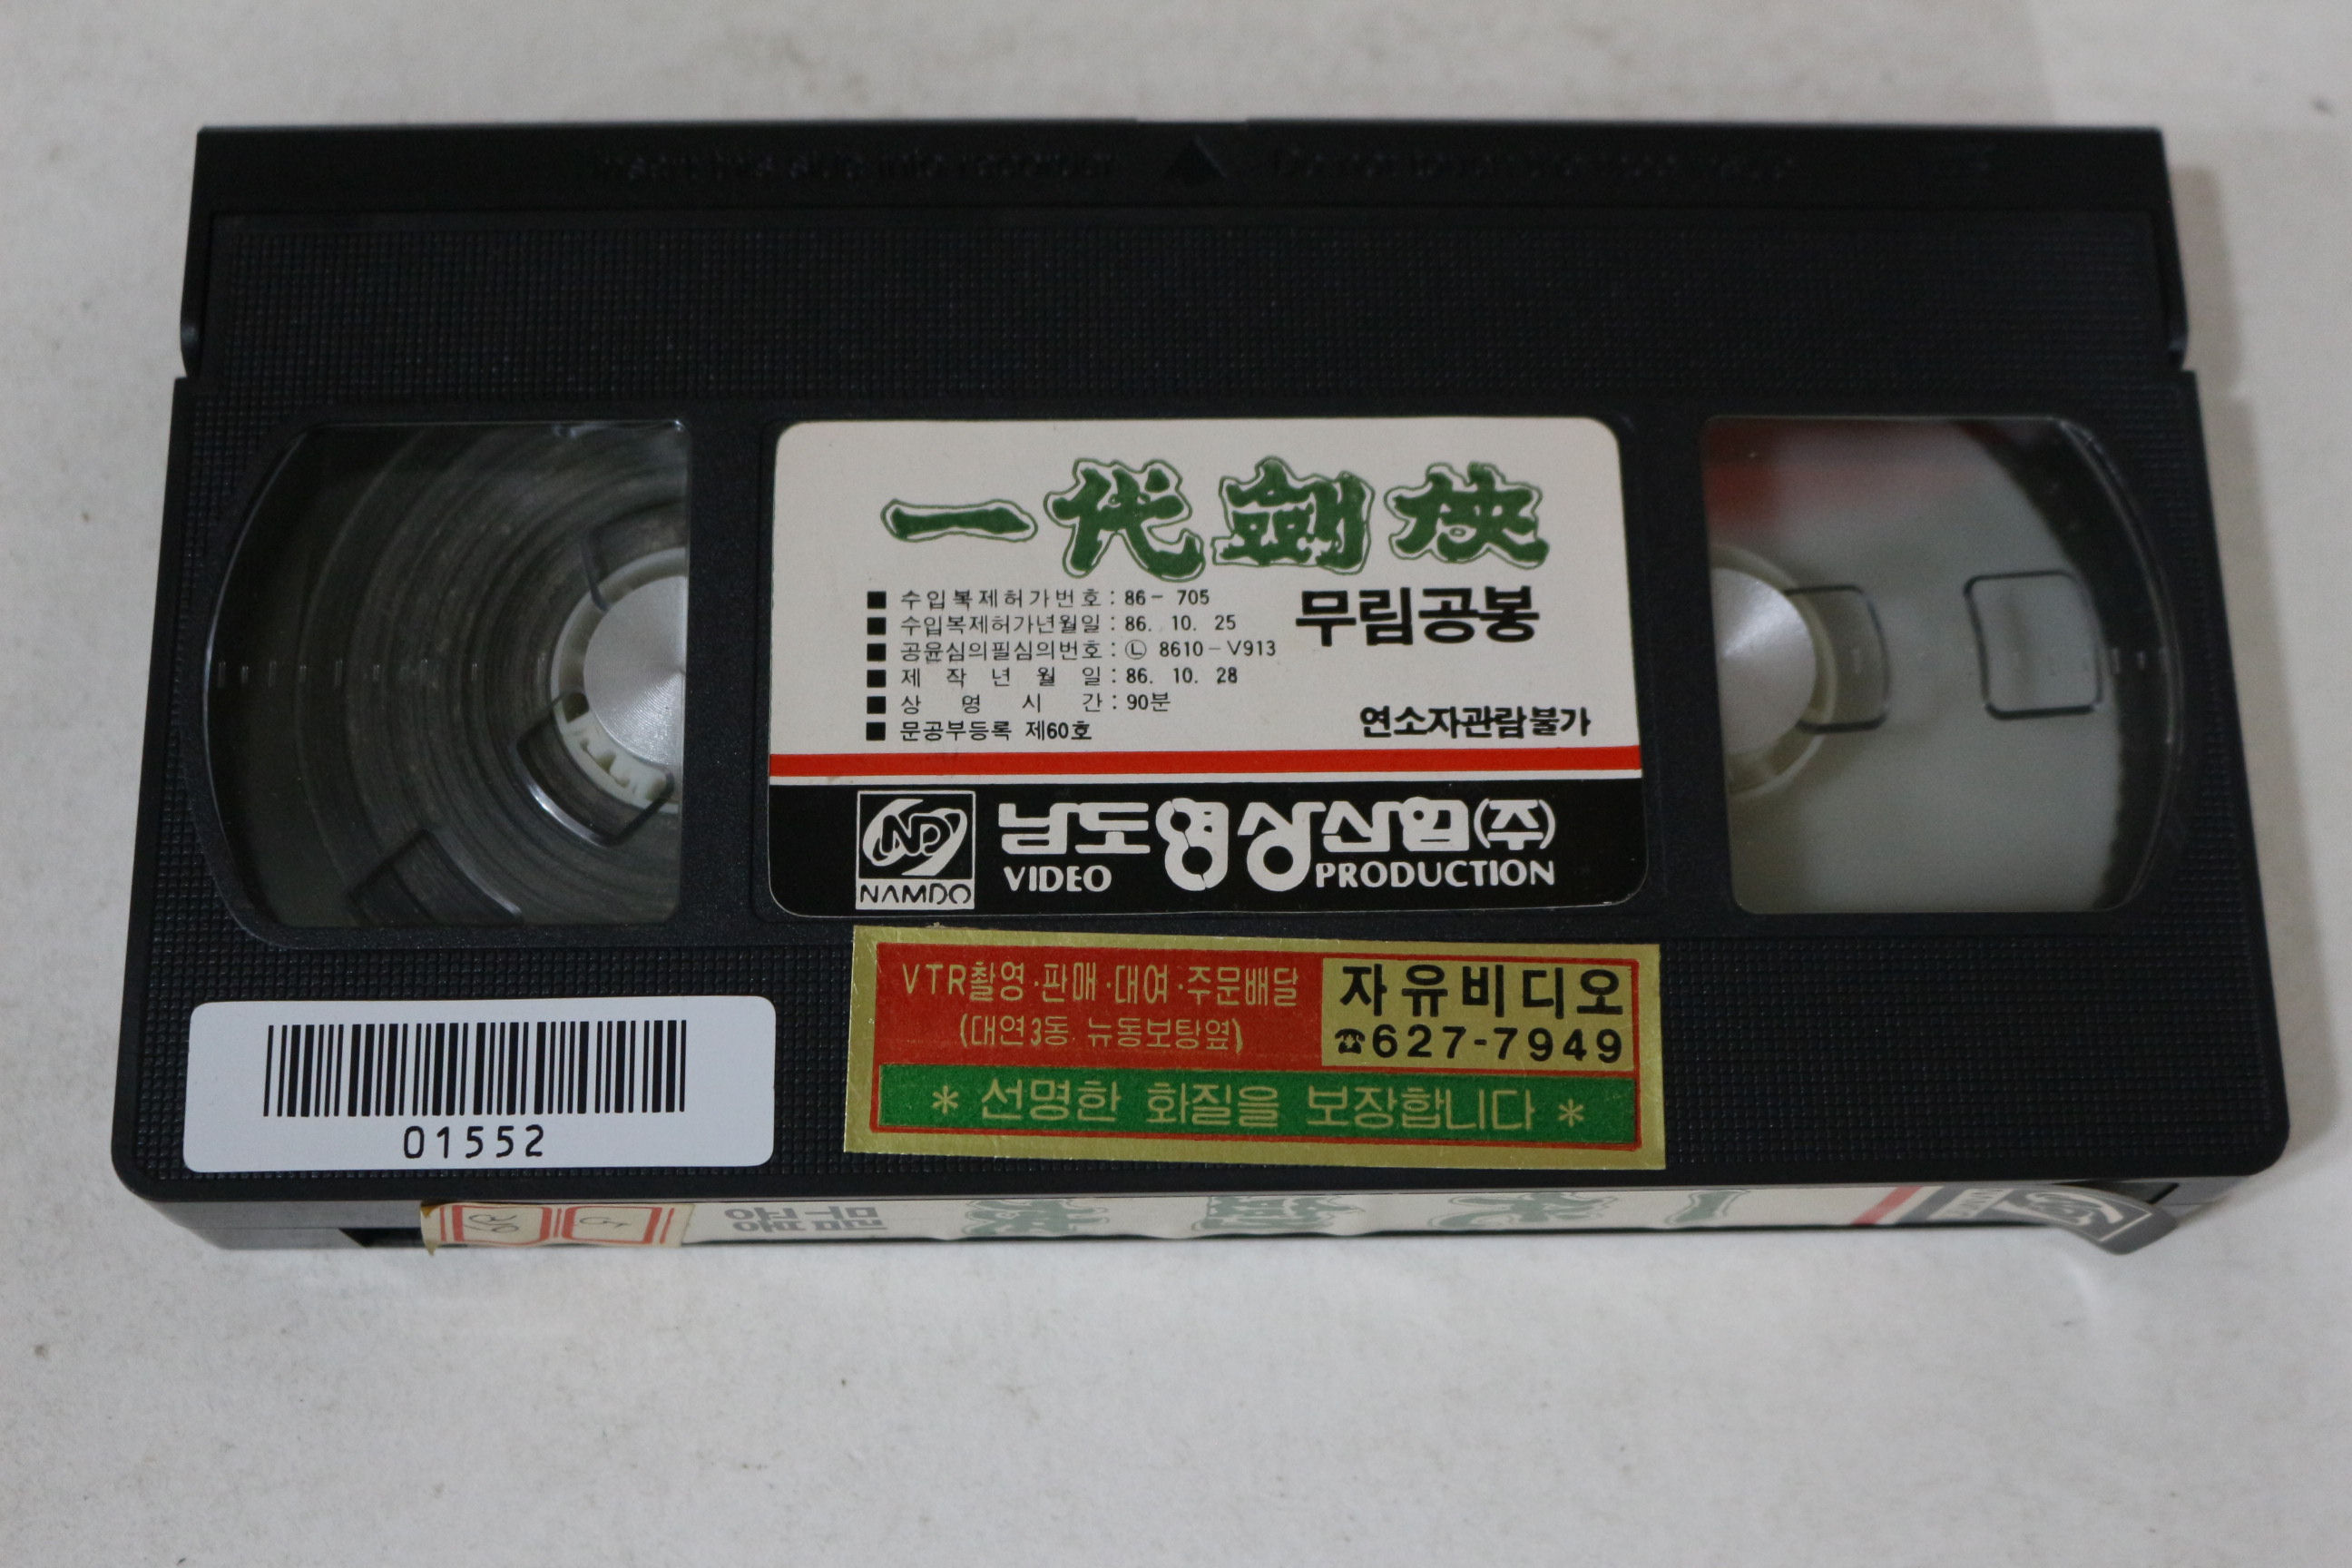 一代劍俠
■ 수입복제허가번호 : 86 - 705
■ 수입복제허가년월일 : 86. 10. 25
무림공봉
■ 공윤심의필심의번호 : Ⓛ 8610 - V913
■ 제 작 년 월 일 : 86. 10. 28
■ 상 영 시 간 : 90분
■ 문공부등록 제60호
연소자관람불가
ND
NAMDO
남도영상산업(주)
VIDEO PRODUCTION
VTR촬영·판매·대여·주문배달
(대연3동 뉴동보탕옆)
자유비디오
☎627-7949
* 선명한 화질을 보장합니다 *
01552
무림공봉
一代劍俠